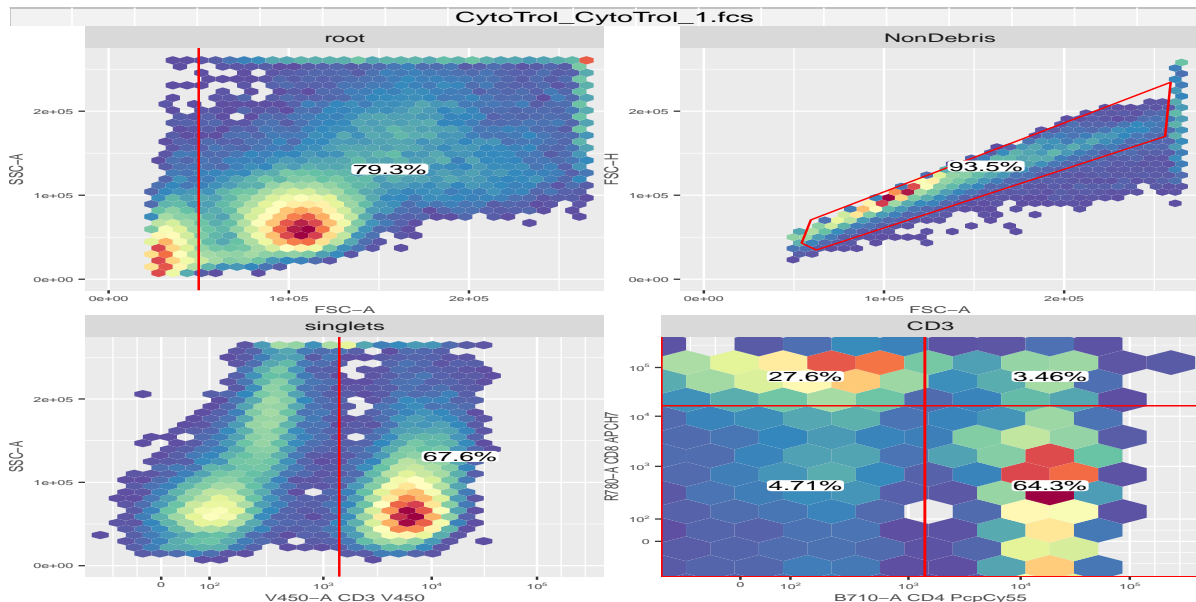 CytoTrol_CytoTrol_1.fcs
root
NonDebris
SSC-A
2e+05
1e+05
0e+00
79.3%
0e+00
1e+05
2e+05
FSC-A
FSC-H
2e+05
1e+05
0e+00
93.5%
0e+00
1e+05
2e+05
FSC-A
singlets
CD3
SSC-A
2e+05
1e+05
0e+00
67.6%
0
10²
10³
10⁴
10⁵
V450-A CD3 V450
R780-A CD8 APCH7
10⁵
10⁴
10³
10²
0
27.6%
3.46%
4.71%
64.3%
0
10²
10³
10⁴
10⁵
B710-A CD4 PcpCy55